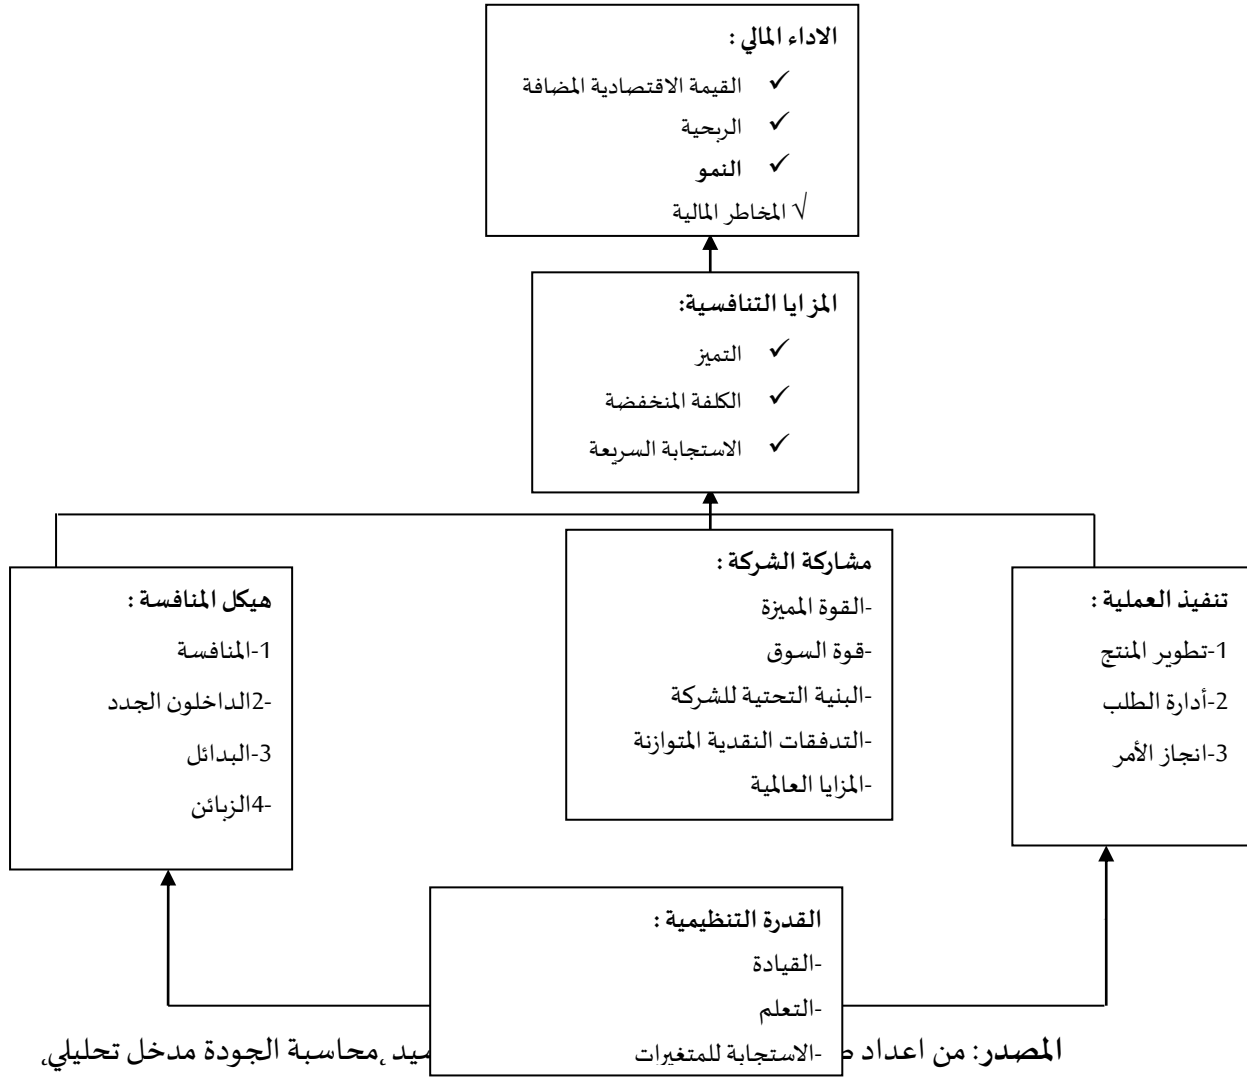 الاداء المالي :
✓ القيمة الاقتصادية المضافة
✓ الربحية
✓ النمو
√ المخاطر المالية
المزايا التنافسية:
✓ التميز
✓ الكلفة المنخفضة
✓ الاستجابة السريعة
تنفيذ العملية :
1-تطوير المنتج
2-أدارة الطلب
3-انجاز الأمر
مشاركة الشركة :
-القوة المميزة
-قوة السوق
-البنية التحتية للشركة
-التدفقات النقدية المتوازنة
-المزايا العالمية
هيكل المنافسة :
1-المنافسة
-2الداخلون الجدد
3-البدائل
-4الزبائن
القدرة التنظيمية :
-القيادة
-التعلم
-الاستجابة للمتغيرات
المصدر: من اعداد ,محاسبة الجودة مدخل تحليلي,